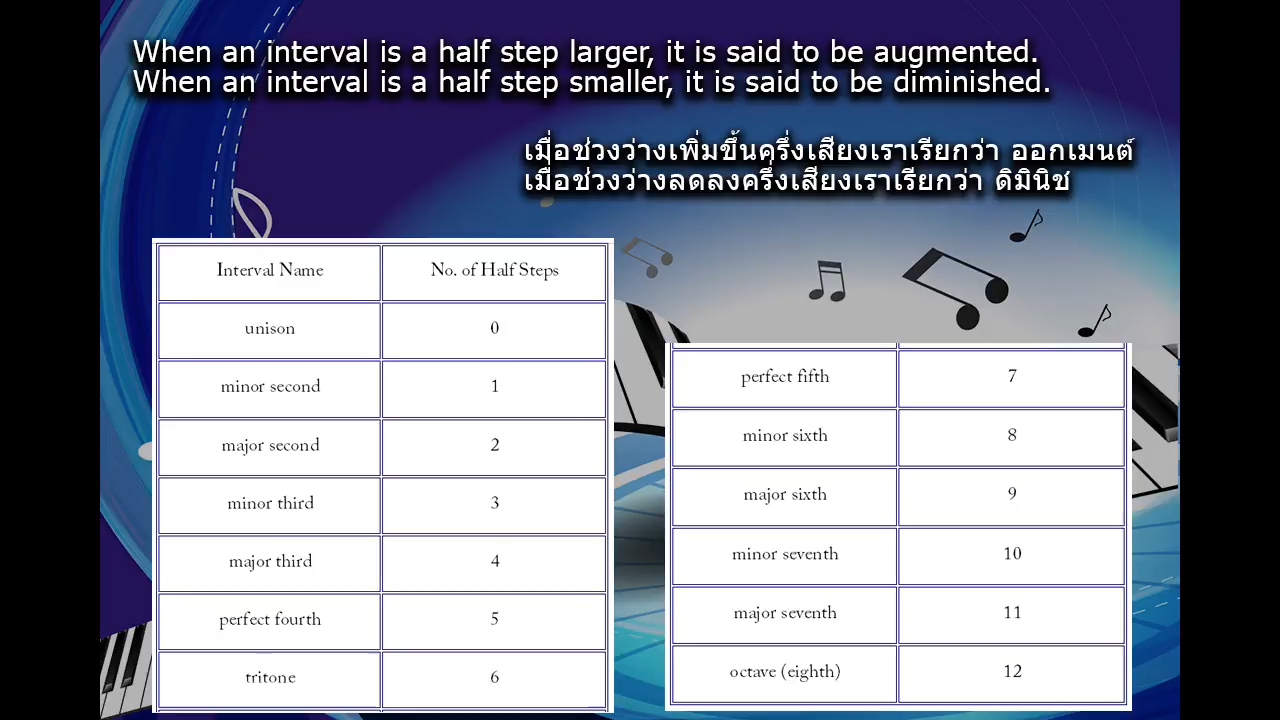 When an interval is a half step larger, it is said to be augmented.
When an interval is a half step smaller, it is said to be diminished.
เมื่อช่วงว่างเพิ่มขึ้นครึ่งเสียงเราเรียกว่า ออกเมนต์
เมื่อช่วงว่างลดลงครึ่งเสียงเราเรียกว่า ดิมินิช
Interval Name No. of Half Steps
unison 0
minor second 1
major second 2
minor third 3
major third 4
perfect fourth 5
tritone 6
perfect fifth 7
minor sixth 8
major sixth 9
minor seventh 10
major seventh 11
octave (eighth) 12